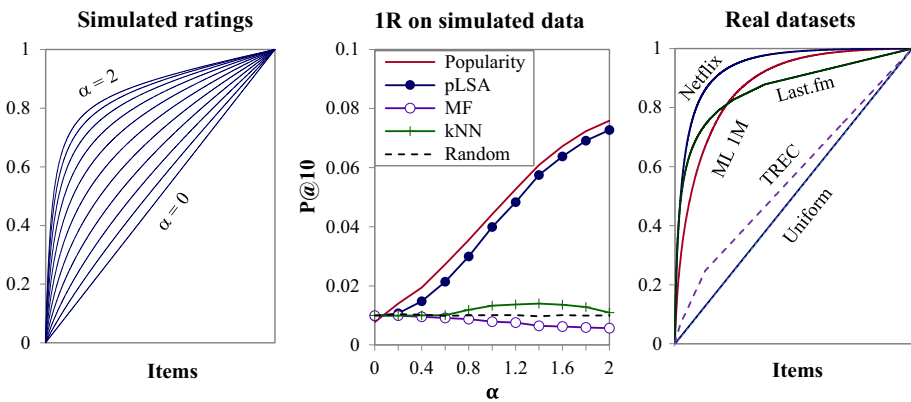 Simulated ratings
1
0.8
0.6
0.4
0.2
0
α = 2
α = 0
Items
1R on simulated data
P@10
0.1
0.08
0.06
0.04
0.02
0
Popularity
pLSA
MF
kNN
Random
0 0.4 0.8 1.2 1.6 2
α
Real datasets
1
0.8
0.6
0.4
0.2
0
Netflix
ML 1M
Last.fm
TREC
Uniform
Items